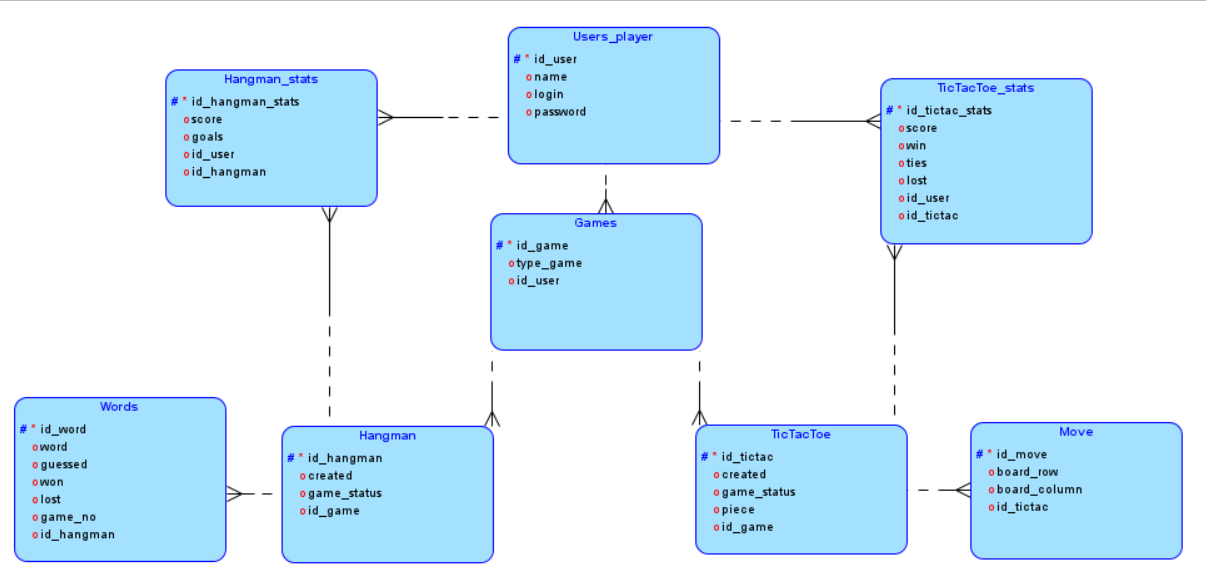 Users_player
# * id_user
o name
o login
o password
Hangman_stats
# * id_hangman_stats
o score
o goals
o id_user
o id_hangman
TicTacToe_stats
# * id_tictac_stats
o score
o win
o ties
o lost
o id_user
o id_tictac
Games
# * id_game
o type_game
o id_user
Words
# * id_word
o word
o guessed
o won
o lost
o game_no
o id_hangman
Hangman
# * id_hangman
o created
o game_status
o id_game
TicTacToe
# * id_tictac
o created
o game_status
o piece
o id_game
Move
# * id_move
o board_row
o board_column
o id_tictac